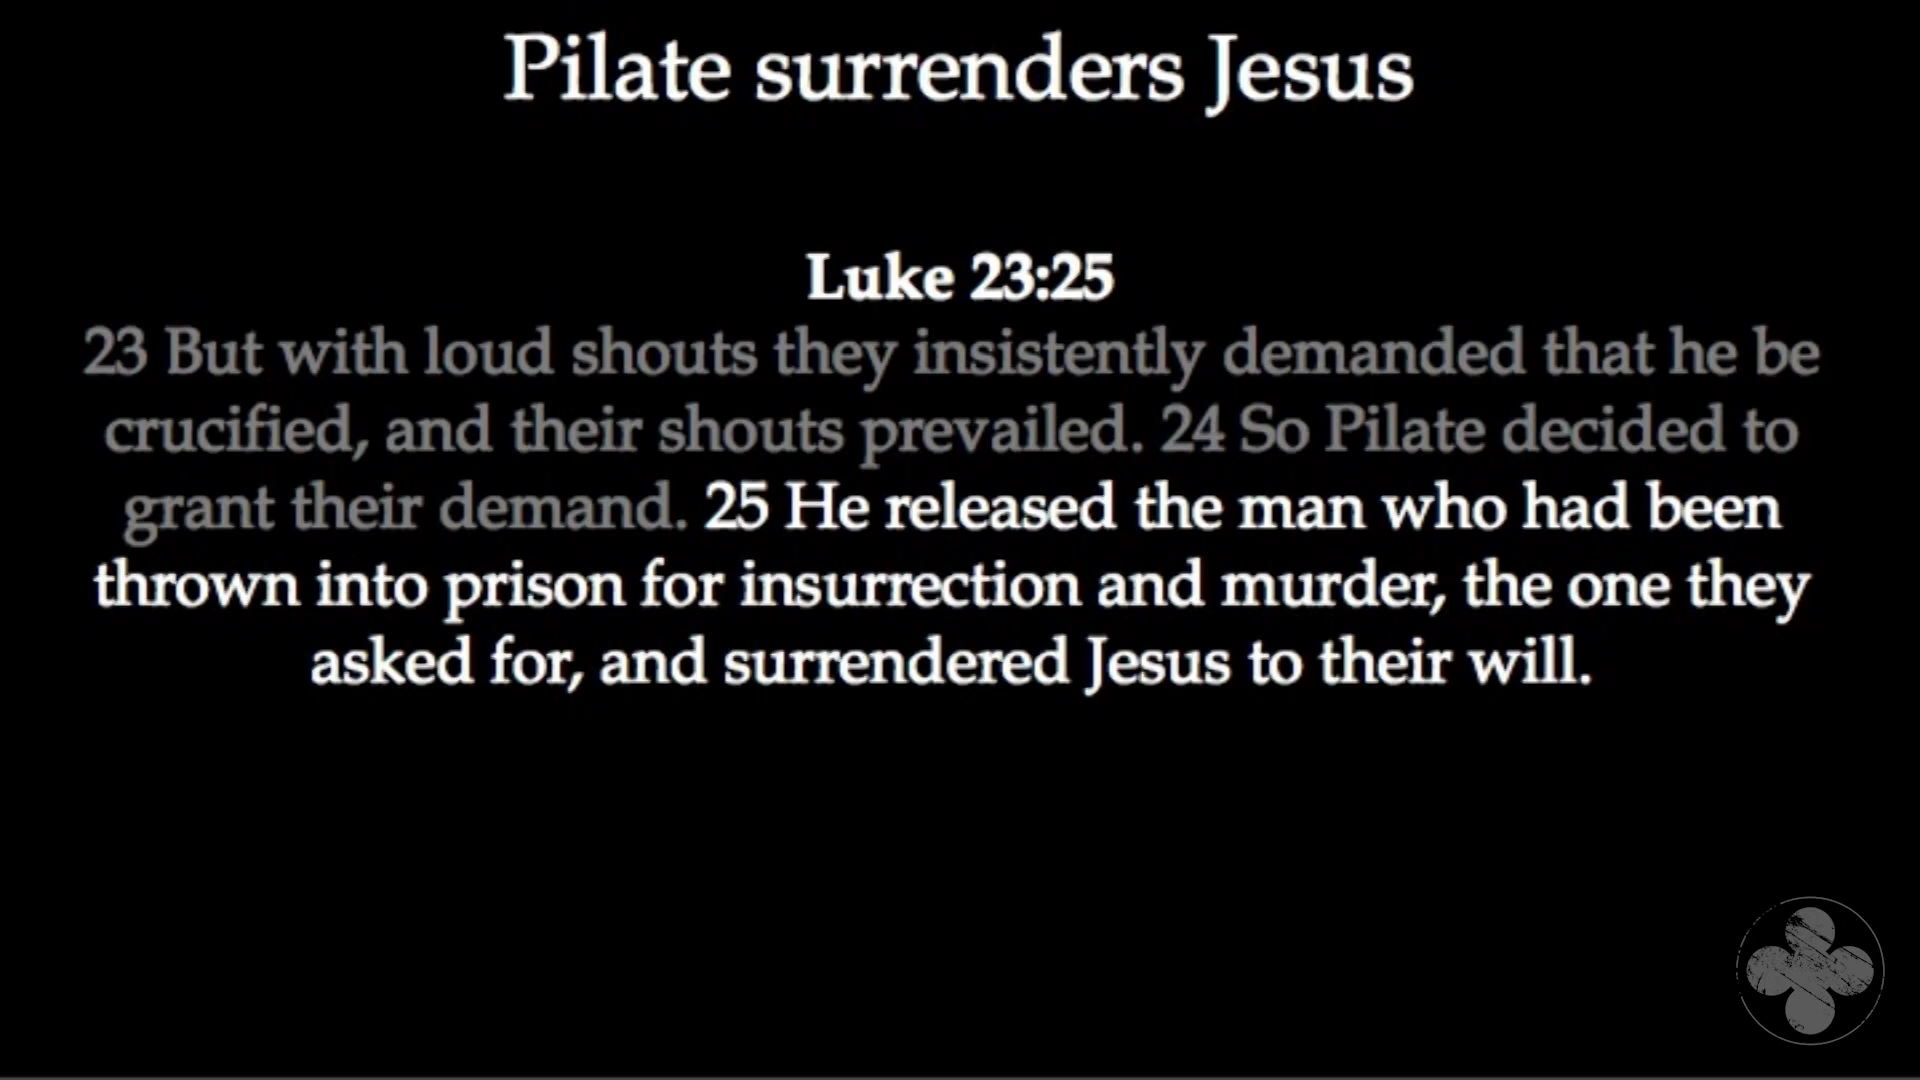 Pilate surrenders Jesus
Luke 23:25
23 But with loud shouts they insistently demanded that he be
crucified, and their shouts prevailed. 24 So Pilate decided to
grant their demand. 25 He released the man who had been
thrown into prison for insurrection and murder, the one they
asked for, and surrendered Jesus to their will.